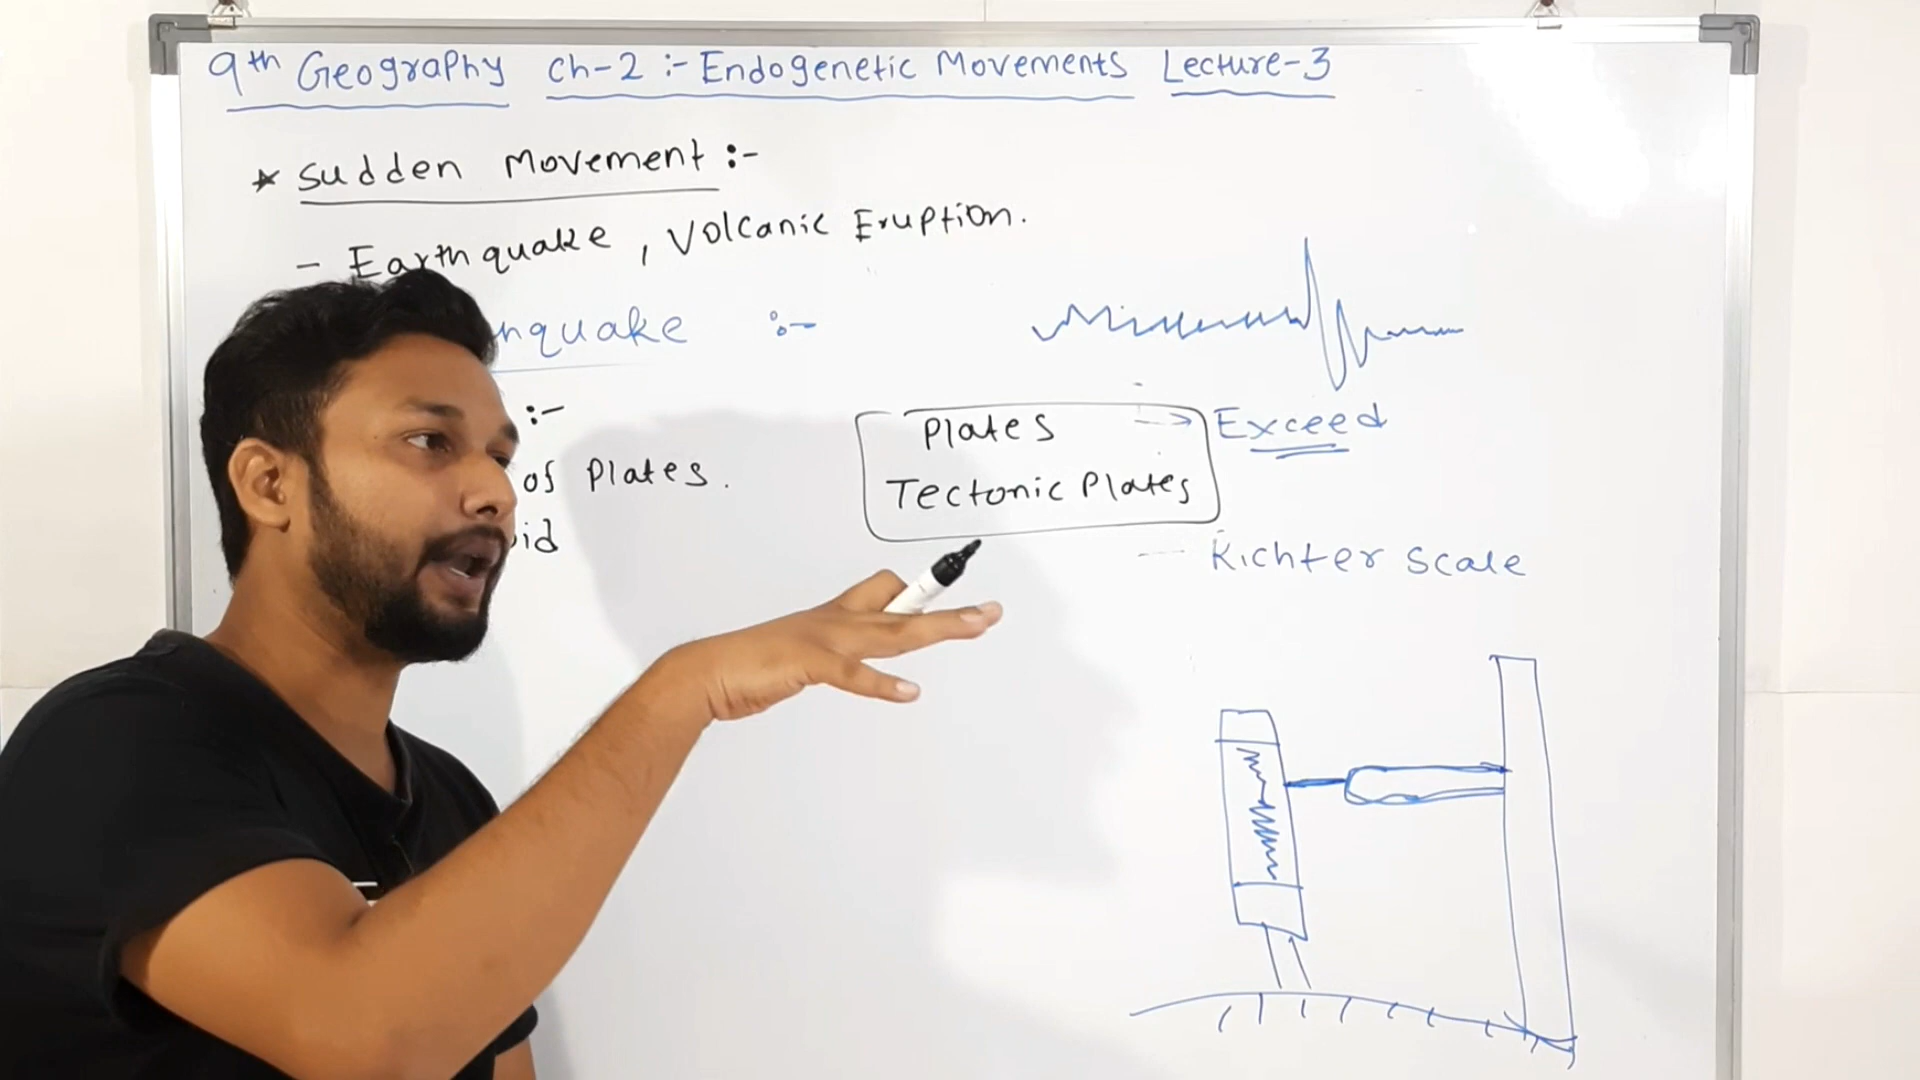 9th Geography ch-2 :- Endogenetic Movements Lecture-3
* Sudden Movement :-
- Earthquake, Volcanic Eruption.
hquake :-
:-
Plates → Exceed
of Plates.
Tectonic Plates
id
- Richter Scale